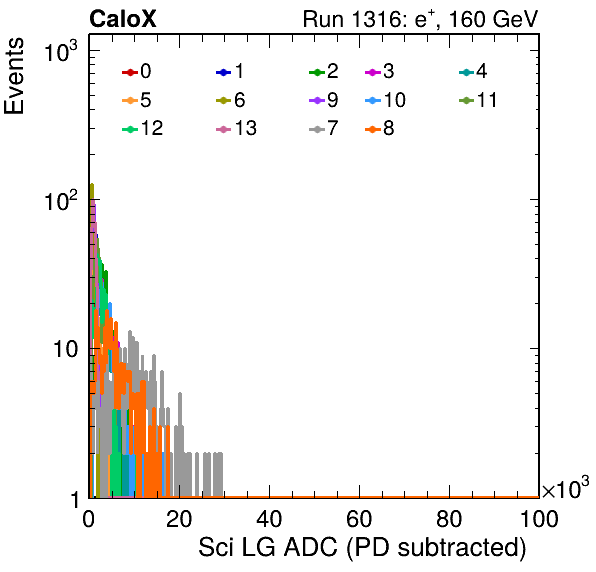 CaloX Run 1316: e+, 160 GeV
Events
10³
0 1 2 3 4
5 6 9 10 11
12 13 7 8
10²
10
1
0 20 40 60 80 100 ×10³
Sci LG ADC (PD subtracted)